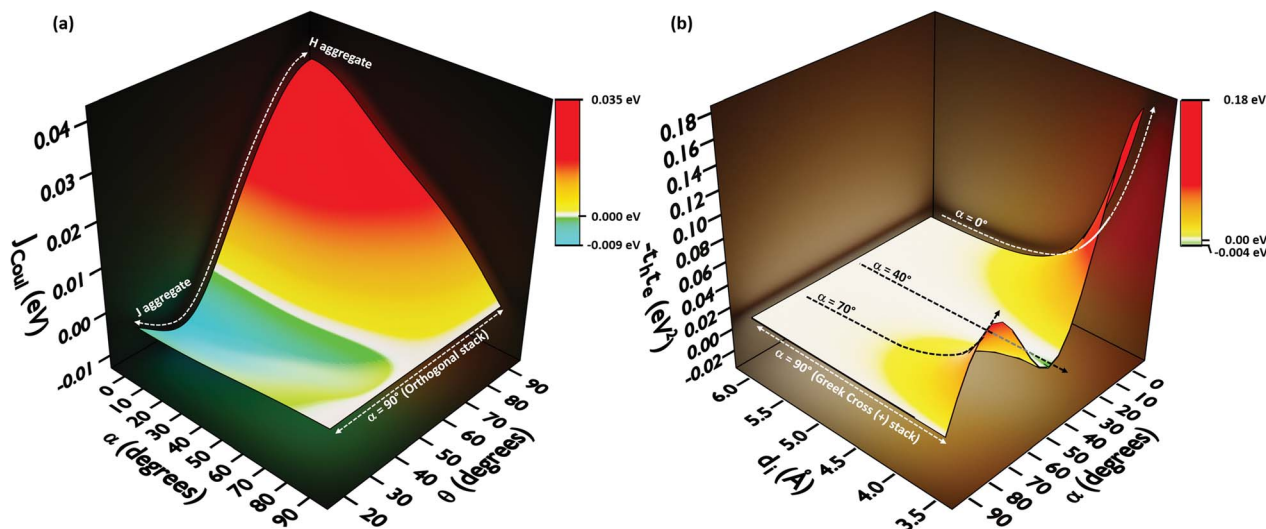 (a)
H aggregate
J aggregate
α = 90° (Orthogonal stack)
J Coul (eV)
0.04
0.03
0.02
0.01
0.00
-0.01
0
10
20
30
40
50
60
70
80
90
α (degrees)
20
30
40
50
60
70
80
90
θ (degrees)
0.035 eV
0.000 eV
-0.009 eV
(b)
α = 0°
α = 40°
α = 70°
α = 90° (Greek Cross (+) stack)
-thte (eV²)
0.18
0.16
0.14
0.12
0.10
0.08
0.06
0.04
0.02
0.00
-0.02
6.0
5.5
5.0
4.5
4.0
3.5
di (Å)
0
10
20
30
40
50
60
70
80
90
α (degrees)
0.18 eV
0.00 eV
-0.004 eV